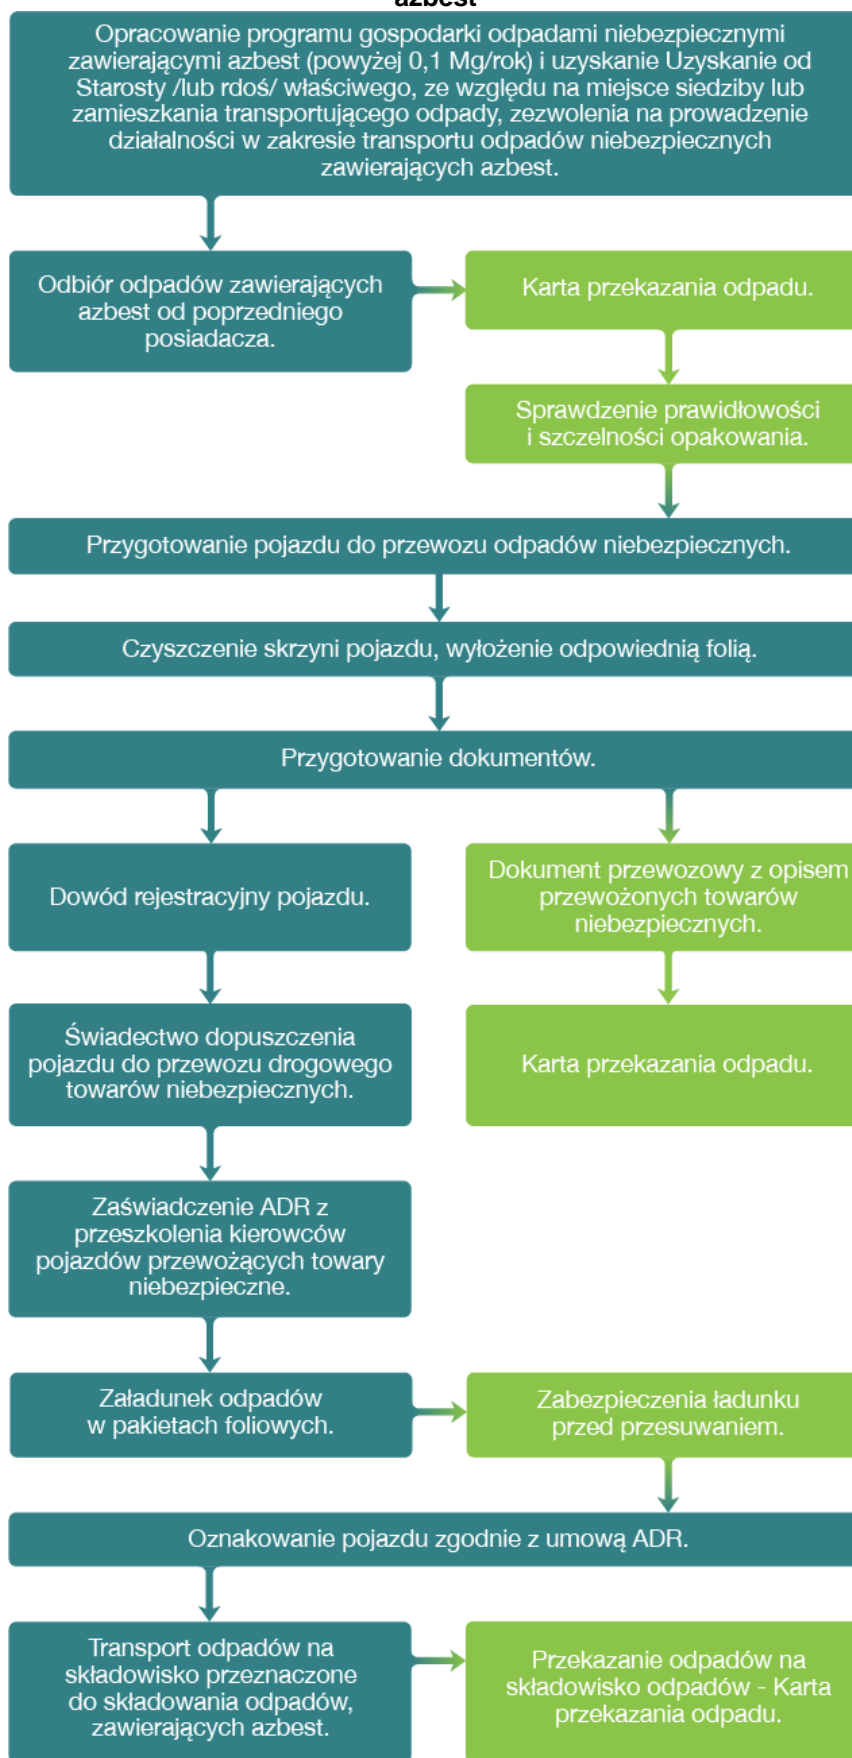 azbest
Opracowanie programu gospodarki odpadami niebezpiecznymi
zawierającymi azbest (powyżej 0,1 Mg/rok) i uzyskanie Uzyskanie od
Starosty /lub rdoś/ właściwego, ze względu na miejsce siedziby lub
zamieszkania transportującego odpady, zezwolenia na prowadzenie
działalności w zakresie transportu odpadów niebezpiecznych
zawierających azbest.
Odbiór odpadów zawierających
azbest od poprzedniego
posiadacza.
Karta przekazania odpadu.
Sprawdzenie prawidłowości
i szczelności opakowania.
Przygotowanie pojazdu do przewozu odpadów niebezpiecznych.
Czyszczenie skrzyni pojazdu, wyłożenie odpowiednią folią.
Przygotowanie dokumentów.
Dowód rejestracyjny pojazdu.
Dokument przewozowy z opisem
przewożonych towarów
niebezpiecznych.
Świadectwo dopuszczenia
pojazdu do przewozu drogowego
towarów niebezpiecznych.
Karta przekazania odpadu.
Zaświadczenie ADR z
przeszkolenia kierowców
pojazdów przewożących towary
niebezpieczne.
Załadunek odpadów
w pakietach foliowych.
Zabezpieczenia ładunku
przed przesuwaniem.
Oznakowanie pojazdu zgodnie z umową ADR.
Transport odpadów na
składowisko przeznaczone
do składowania odpadów,
zawierających azbest.
Przekazanie odpadów na
składowisko odpadów - Karta
przekazania odpadu.